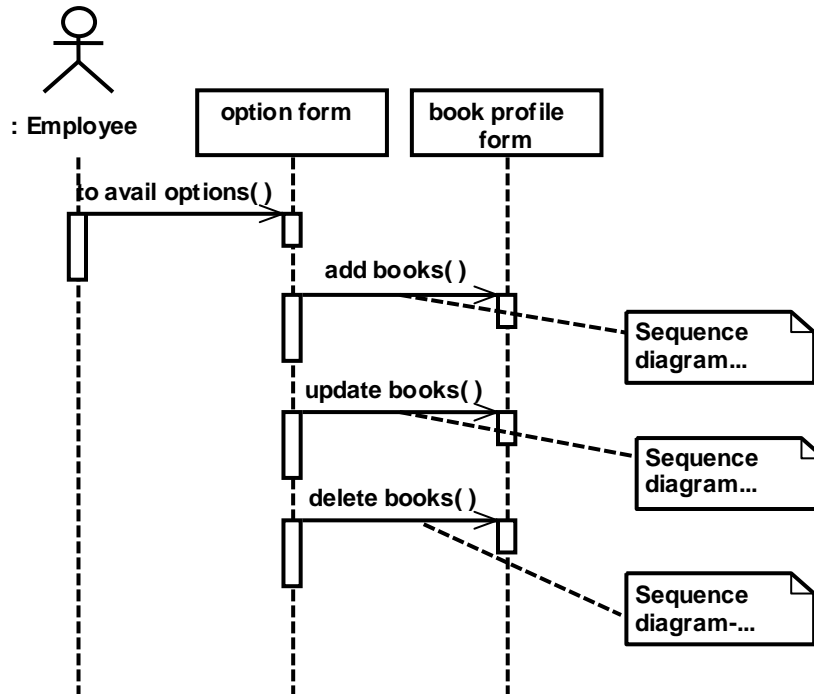 : Employee
option form
book profile
form
to avail options( )
add books( )
Sequence
diagram...
update books( )
Sequence
diagram...
delete books( )
Sequence
diagram-...